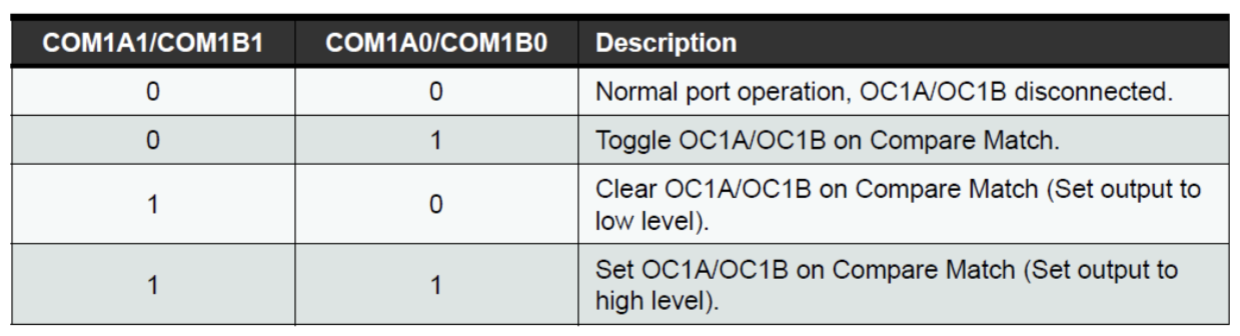 COM1A1/COM1B1 COM1A0/COM1B0 Description
0 0 Normal port operation, OC1A/OC1B disconnected.
0 1 Toggle OC1A/OC1B on Compare Match.
1 0 Clear OC1A/OC1B on Compare Match (Set output to
low level).
1 1 Set OC1A/OC1B on Compare Match (Set output to
high level).